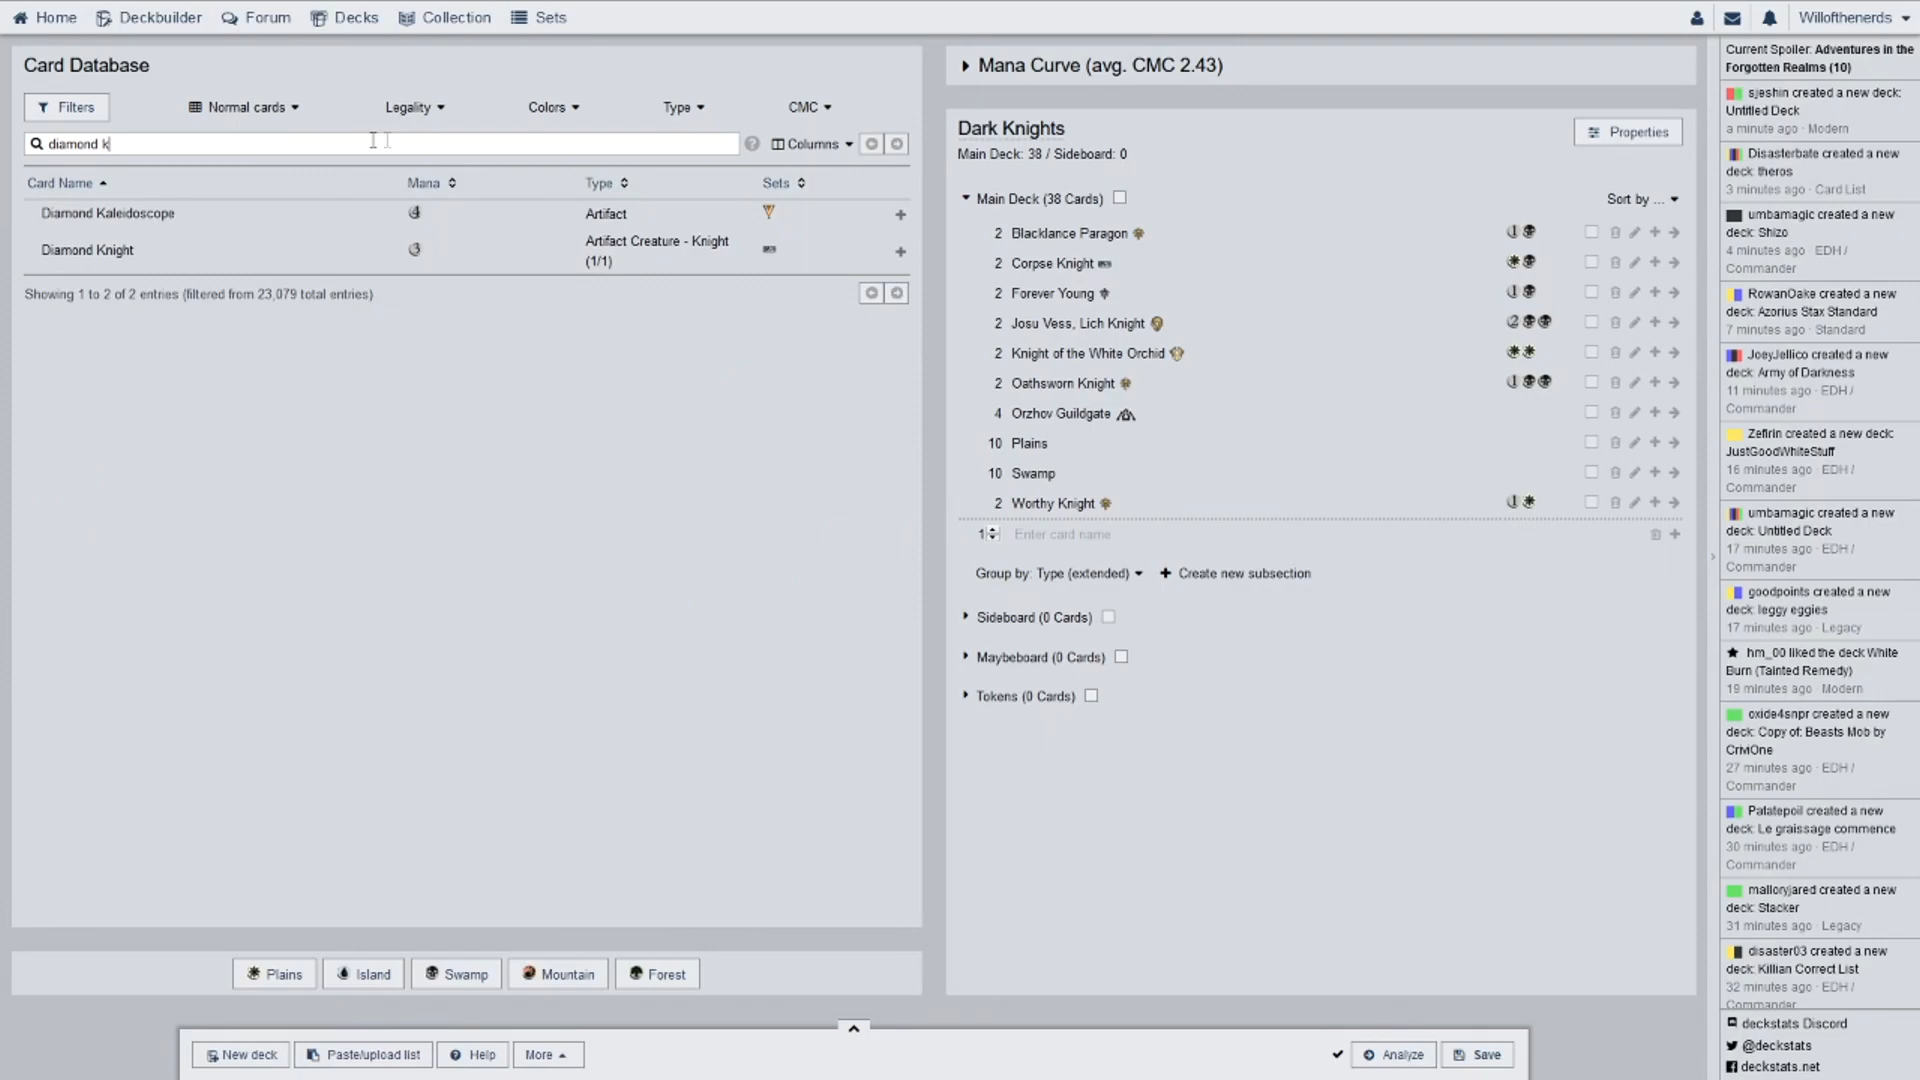 Home Deckbuilder Forum Decks Collection Sets Willofthenerds
Card Database
Filters Normal cards Legality Colors Type CMC
diamond k Columns
Card Name Mana Type Sets
Diamond Kaleidoscope 4 Artifact
Diamond Knight 3 Artifact Creature - Knight
(1/1)
Showing 1 to 2 of 2 entries (filtered from 23,079 total entries)
Plains Island Swamp Mountain Forest
Mana Curve (avg. CMC 2.43)
Dark Knights
Properties
Main Deck: 38 / Sideboard: 0
Main Deck (38 Cards) Sort by ...
2 Blacklance Paragon 1
2 Corpse Knight
2 Forever Young 1
2 Josu Vess, Lich Knight 2
2 Knight of the White Orchid
2 Oathsworn Knight 1
4 Orzhov Guildgate
10 Plains
10 Swamp
2 Worthy Knight 1
1 Enter card name
Group by: Type (extended) Create new subsection
Sideboard (0 Cards)
Maybeboard (0 Cards)
Tokens (0 Cards)
Current Spoiler: Adventures in the
Forgotten Realms (10)
sjeshin created a new deck:
Untitled Deck
a minute ago · Modern
Disasterbate created a new
deck: theros
3 minutes ago · Card List
umbamagic created a new
deck: Shizo
4 minutes ago · EDH /
Commander
RowanOake created a new
deck: Azorius Stax Standard
7 minutes ago · Standard
JoeyJellico created a new
deck: Army of Darkness
11 minutes ago · EDH /
Commander
Zefirin created a new deck:
JustGoodWhiteStuff
16 minutes ago · EDH /
Commander
umbamagic created a new
deck: Untitled Deck
17 minutes ago · EDH /
Commander
goodpoints created a new
deck: leggy eggies
17 minutes ago · Legacy
hm_00 liked the deck White
Burn (Tainted Remedy)
19 minutes ago · Modern
oxide4snpr created a new
deck: Copy of: Beasts Mob by
CriviOne
27 minutes ago · EDH /
Commander
Patatepoil created a new
deck: Le graissage commence
30 minutes ago · EDH /
Commander
malloryjared created a new
deck: Stacker
31 minutes ago · Legacy
disaster03 created a new
deck: Killian Correct List
32 minutes ago · EDH /
Commander
deckstats Discord
@deckstats
deckstats.net
New deck Paste/upload list Help More Analyze Save